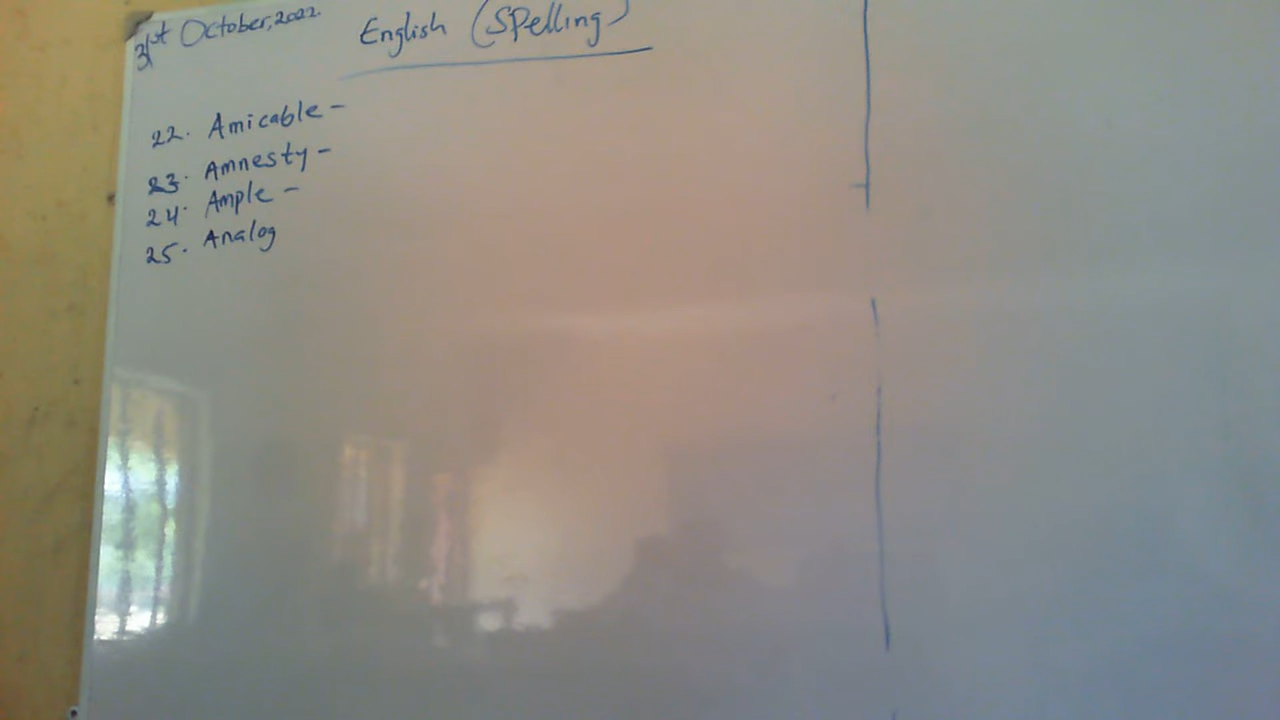 31st October, 2022.
English (Spelling)
22. Amicable -
23. Amnesty -
24. Ample -
25. Analog